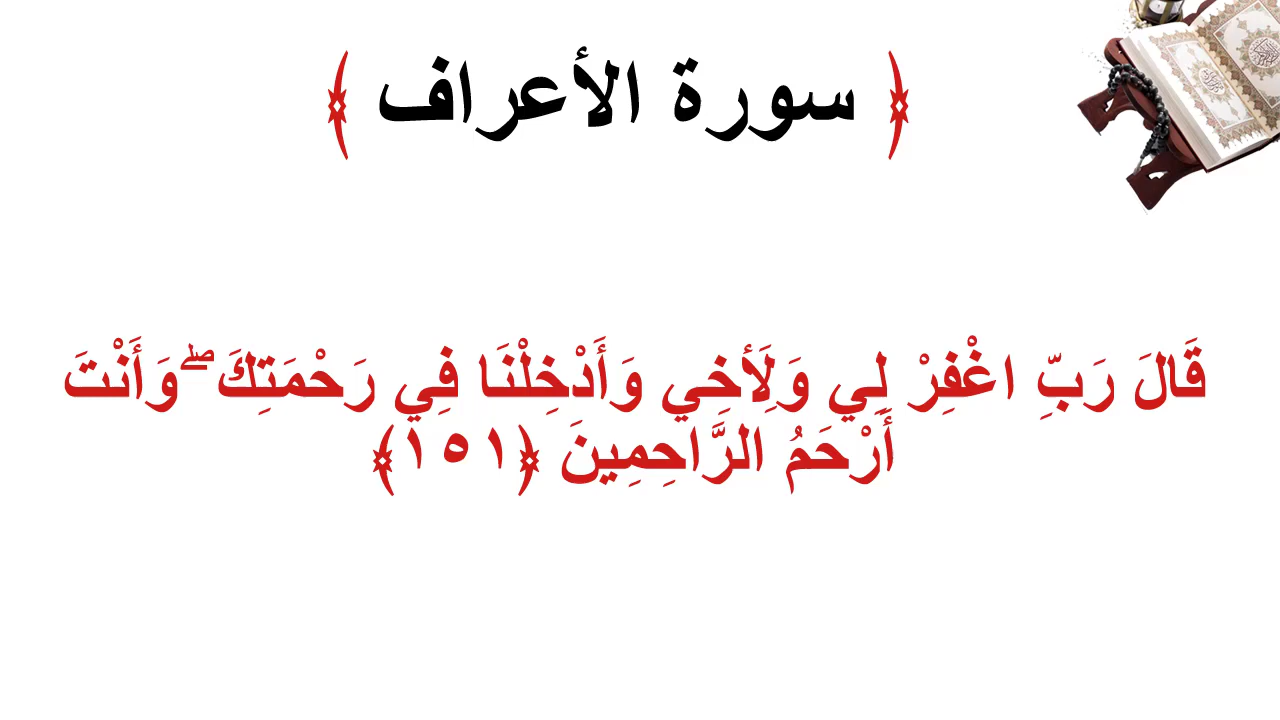 ﴿ سورة الأعراف ﴾
قَالَ رَبِّ اغْفِرْ لِي وَلِأَخِي وَأَدْخِلْنَا فِي رَحْمَتِكَ ۖ وَأَنْتَ
أَرْحَمُ الرَّاحِمِينَ ﴿١٥١﴾